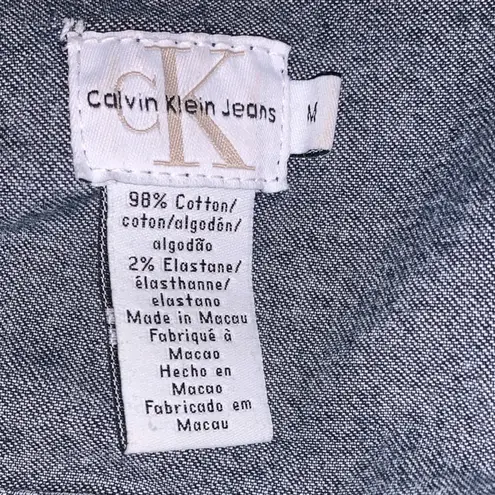 cK
Calvin Klein Jeans
M
98% Cotton/
coton/algodón/
algodão
2% Elastane/
élasthanne/
elastano
Made in Macau
Fabriqué à
Macao
Hecho en
Macao
Fabricado em
Macau